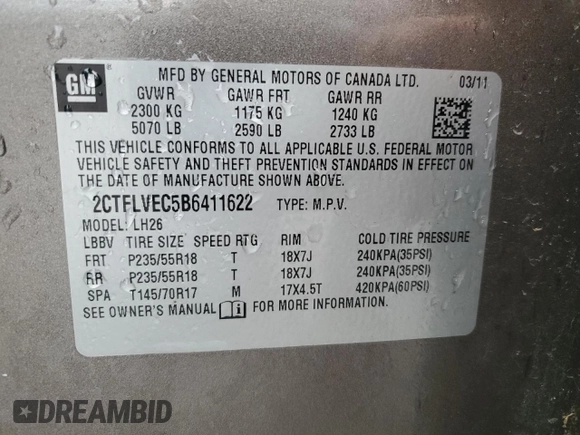 GM
MFD BY GENERAL MOTORS OF CANADA LTD. 03/11
GVWR GAWR FRT GAWR RR
2300 KG 1175 KG 1240 KG
5070 LB 2590 LB 2733 LB
THIS VEHICLE CONFORMS TO ALL APPLICABLE U.S. FEDERAL MOTOR
VEHICLE SAFETY AND THEFT PREVENTION STANDARDS IN EFFECT ON
THE DATE OF MANUFACTURE SHOWN ABOVE.
2CTFLVEC5B6411622 TYPE: M.P.V.
MODEL: LH26
LBBV TIRE SIZE SPEED RTG RIM COLD TIRE PRESSURE
FRT P235/55R18 T 18X7J 240KPA(35PSI)
RR P235/55R18 T 18X7J 240KPA(35PSI)
SPA T145/70R17 M 17X4.5T 420KPA(60PSI)
SEE OWNER'S MANUAL i FOR MORE INFORMATION.
DREAMBID